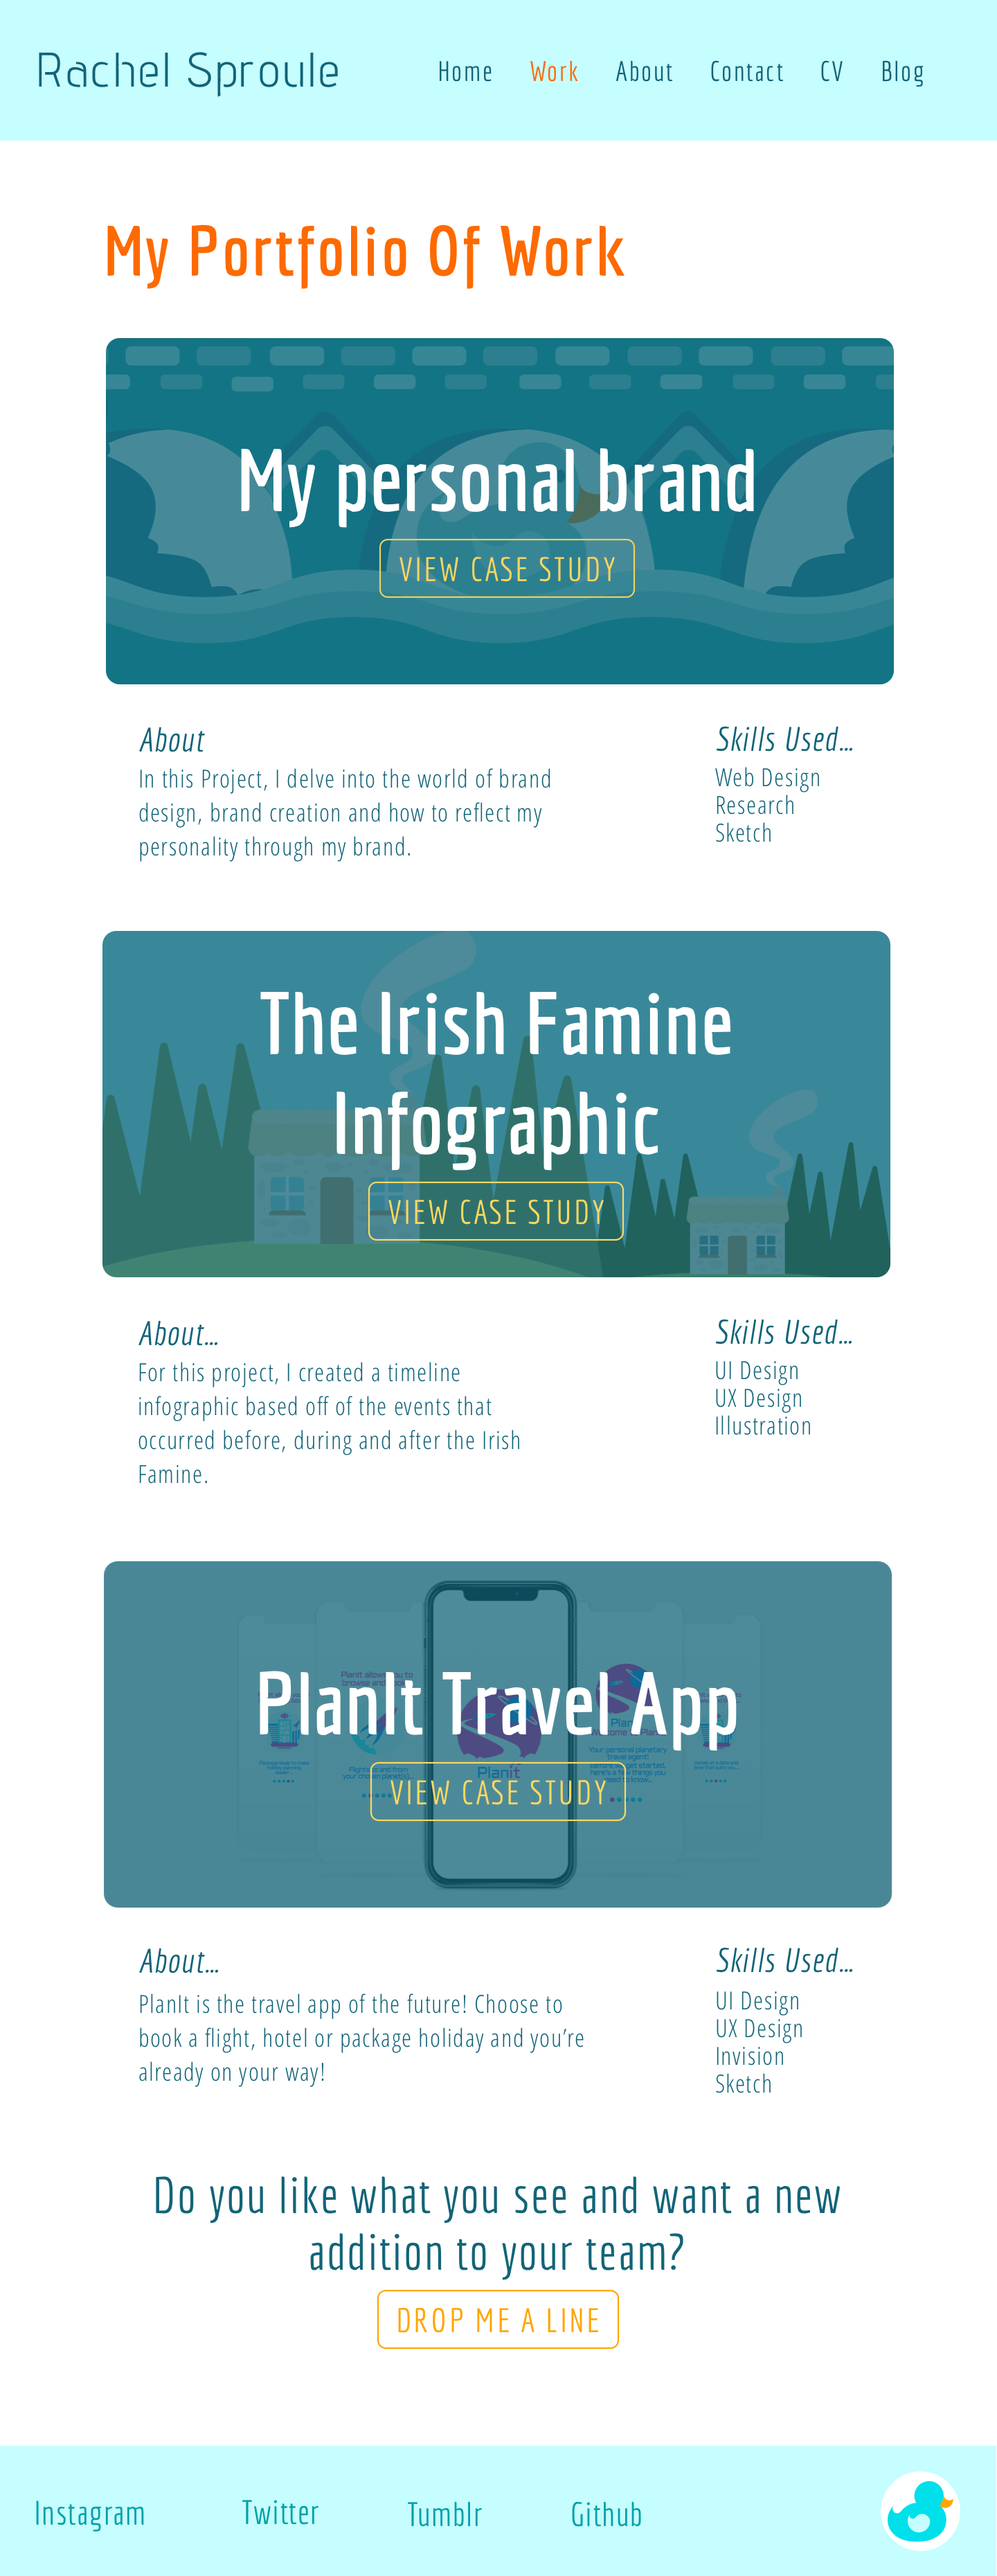 Rachel Sproule
Home Work About Contact CV Blog
My Portfolio Of Work
My personal brand
VIEW CASE STUDY
About
In this Project, I delve into the world of brand
design, brand creation and how to reflect my
personality through my brand.
Skills Used...
Web Design
Research
Sketch
The Irish Famine
Infographic
VIEW CASE STUDY
About...
For this project, I created a timeline
infographic based off of the events that
occurred before, during and after the Irish
Famine.
Skills Used...
UI Design
UX Design
Illustration
PlanIt Travel App
Planit
VIEW CASE STUDY
About...
PlanIt is the travel app of the future! Choose to
book a flight, hotel or package holiday and you’re
already on your way!
Skills Used...
UI Design
UX Design
Invision
Sketch
Do you like what you see and want a new
addition to your team?
DROP ME A LINE
Instagram Twitter Tumblr Github